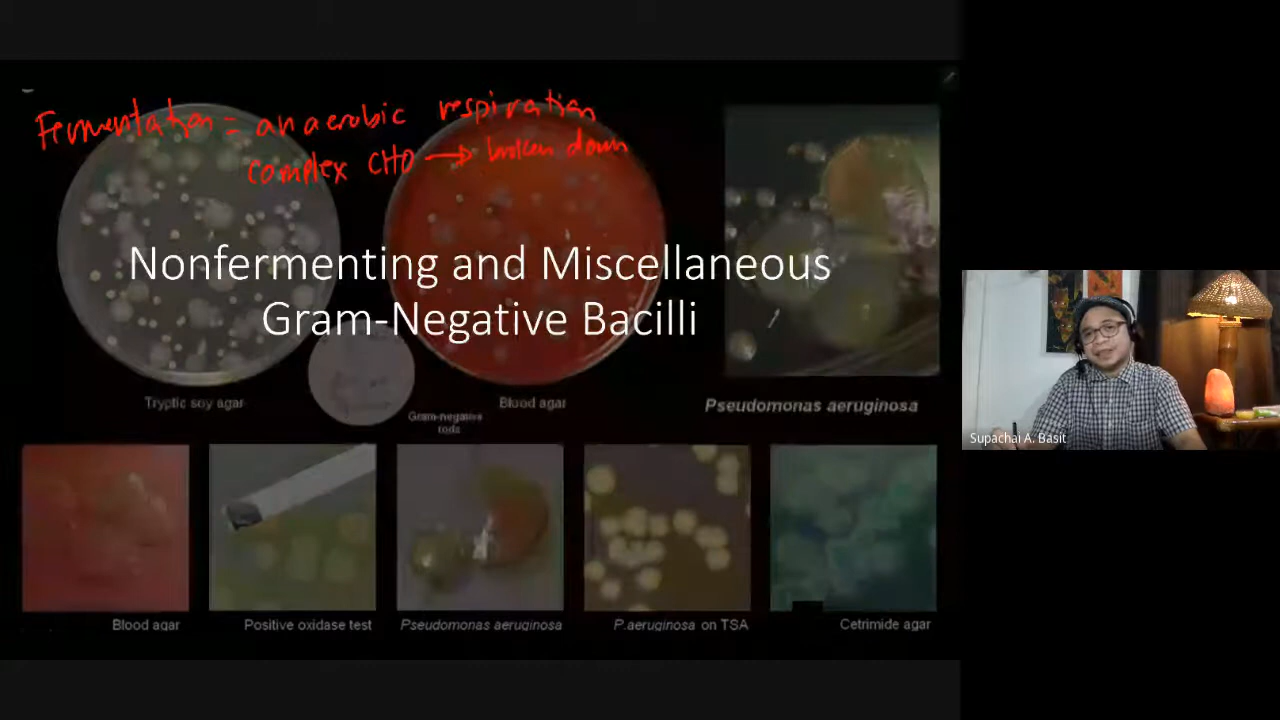 Fermentation = anaerobic respiration
complex CHO → broken down
Nonfermenting and Miscellaneous
Gram-Negative Bacilli
Tryptic soy agar
Gram-negative
rods
Blood agar
Pseudomonas aeruginosa
Supachai A. Basit
Blood agar
Positive oxidase test
Pseudomonas aeruginosa
P.aeruginosa on TSA
Cetrimide agar